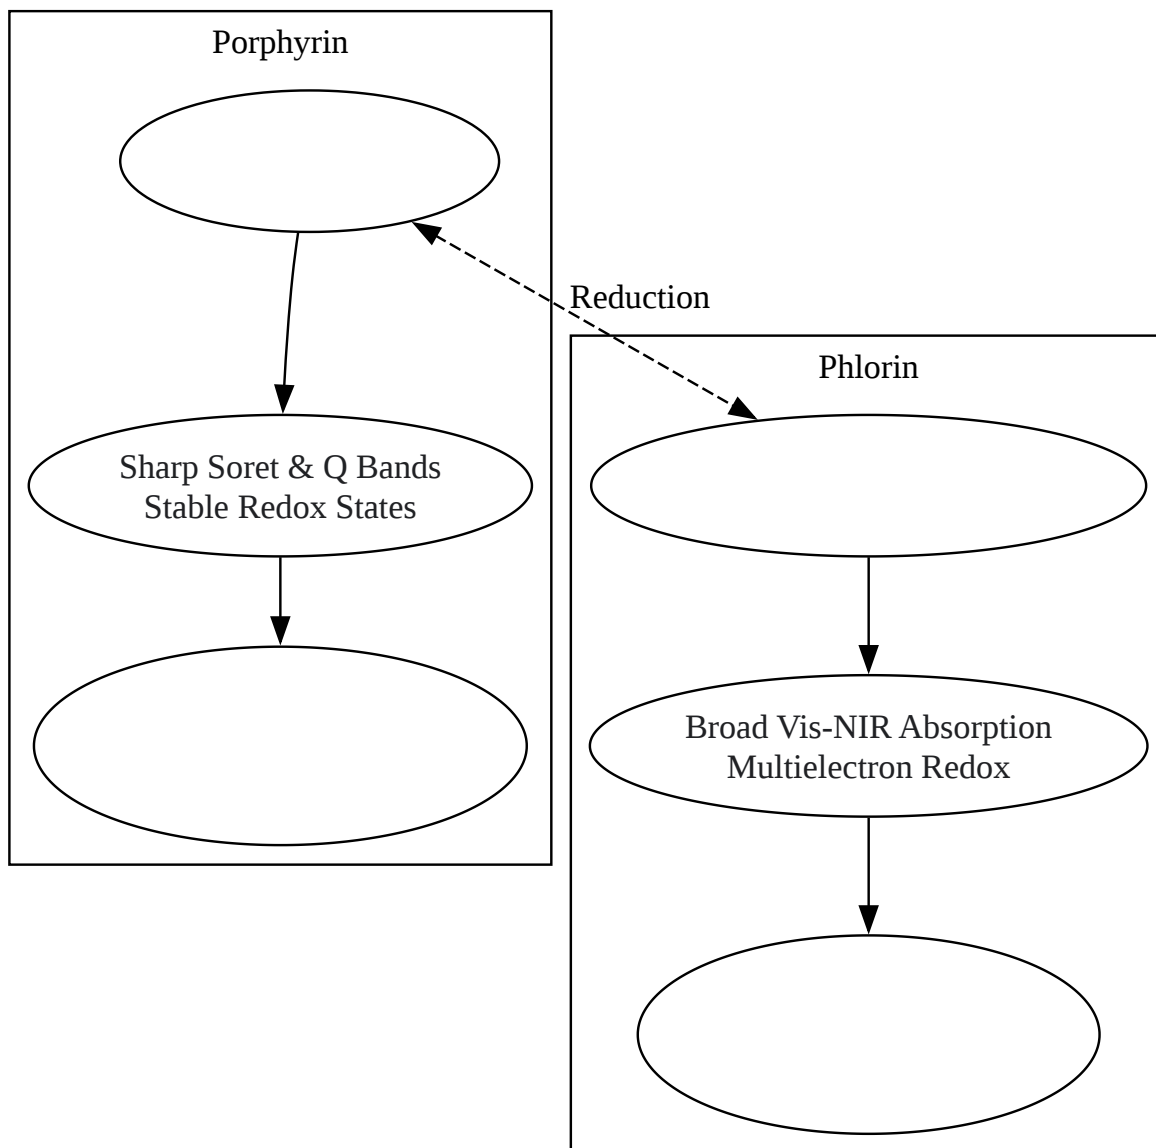 Porphyrin
Reduction
Phlorin
Sharp Soret & Q Bands
Stable Redox States
Broad Vis-NIR Absorption
Multielectron Redox